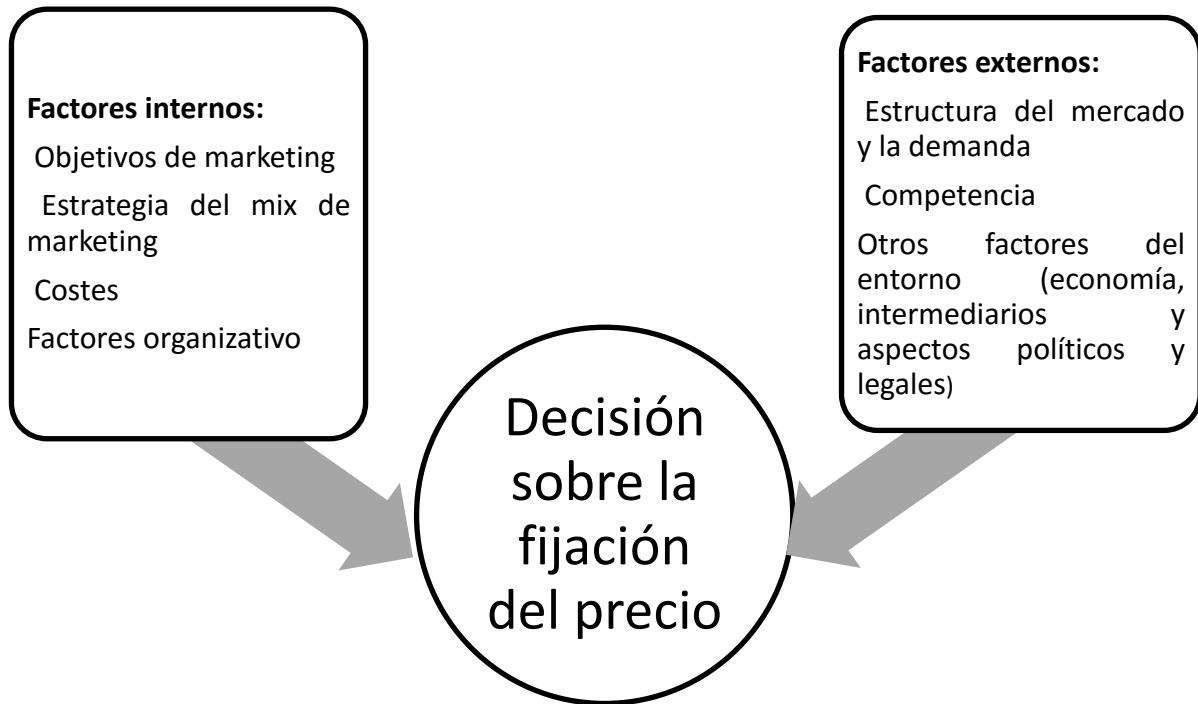 Factores internos:
Objetivos de marketing
Estrategia del mix de
marketing
Costes
Factores organizativo
Factores externos:
Estructura del mercado
y la demanda
Competencia
Otros factores del
entorno (economía,
intermediarios y
aspectos políticos y
legales)
Decisión
sobre la
fijación
del precio